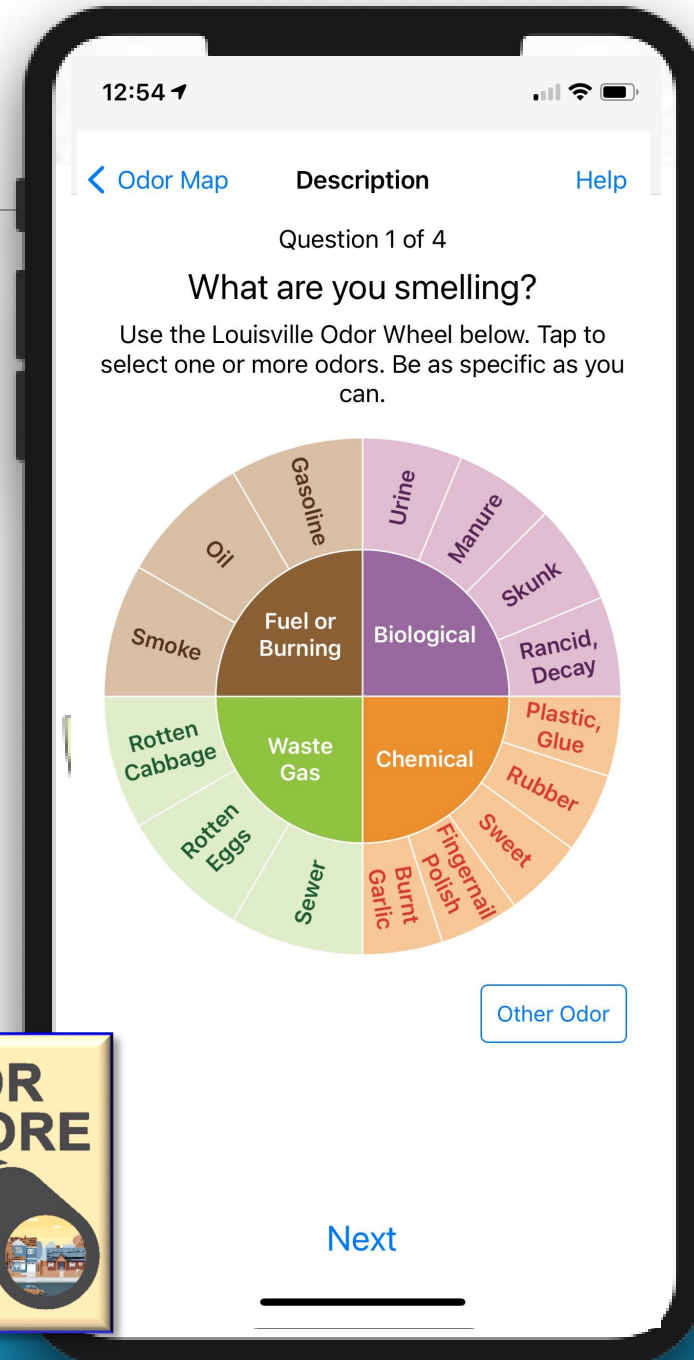 12:54
Odor Map
Description
Help
Question 1 of 4
What are you smelling?
Use the Louisville Odor Wheel below. Tap to
select one or more odors. Be as specific as you
can.
Gasoline
Oil
Smoke
Fuel or
Burning
Urine
Manure
Skunk
Rancid,
Decay
Biological
Rotten
Cabbage
Rotten
Eggs
Sewer
Waste
Gas
Plastic,
Glue
Rubber
Sweet
Fingernail
Polish
Burnt
Garlic
Chemical
Other Odor
Next